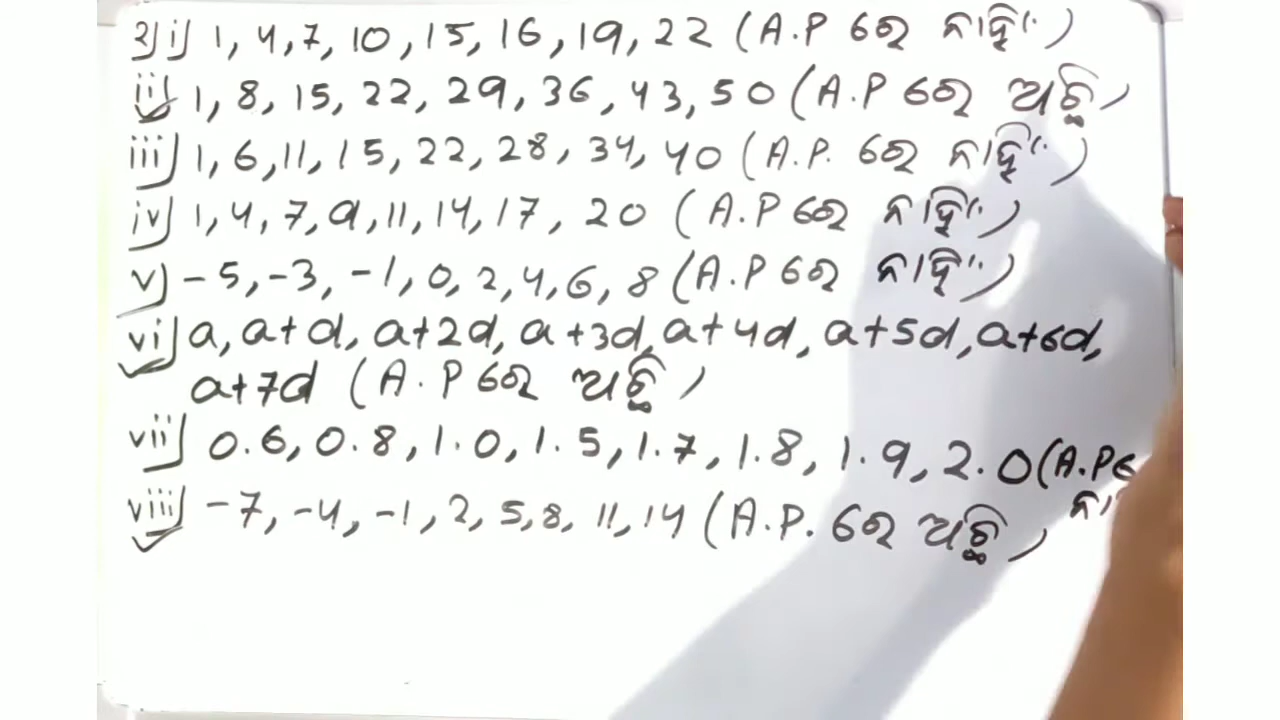 2) i) 1, 4, 7, 10, 15, 16, 19, 22 (A.P ରେ ନାହିଁ)
ii) 1, 8, 15, 22, 29, 36, 43, 50 (A.P ରେ ଅଛି)
iii) 1, 6, 11, 15, 22, 28, 34, 40 (A.P. ରେ ନାହିଁ)
iv) 1, 4, 7, 9, 11, 14, 17, 20 (A.P ରେ ନାହିଁ)
v) -5, -3, -1, 0, 2, 4, 6, 8 (A.P ରେ ନାହିଁ)
vi) a, a+d, a+2d, a+3d, a+4d, a+5d, a+6d,
a+7d (A.P ରେ ଅଛି)
vii) 0.6, 0.8, 1.0, 1.5, 1.7, 1.8, 1.9, 2.0 (A.P
viii) -7, -4, -1, 2, 5, 8, 11, 14 (A.P. ରେ ଅଛି)